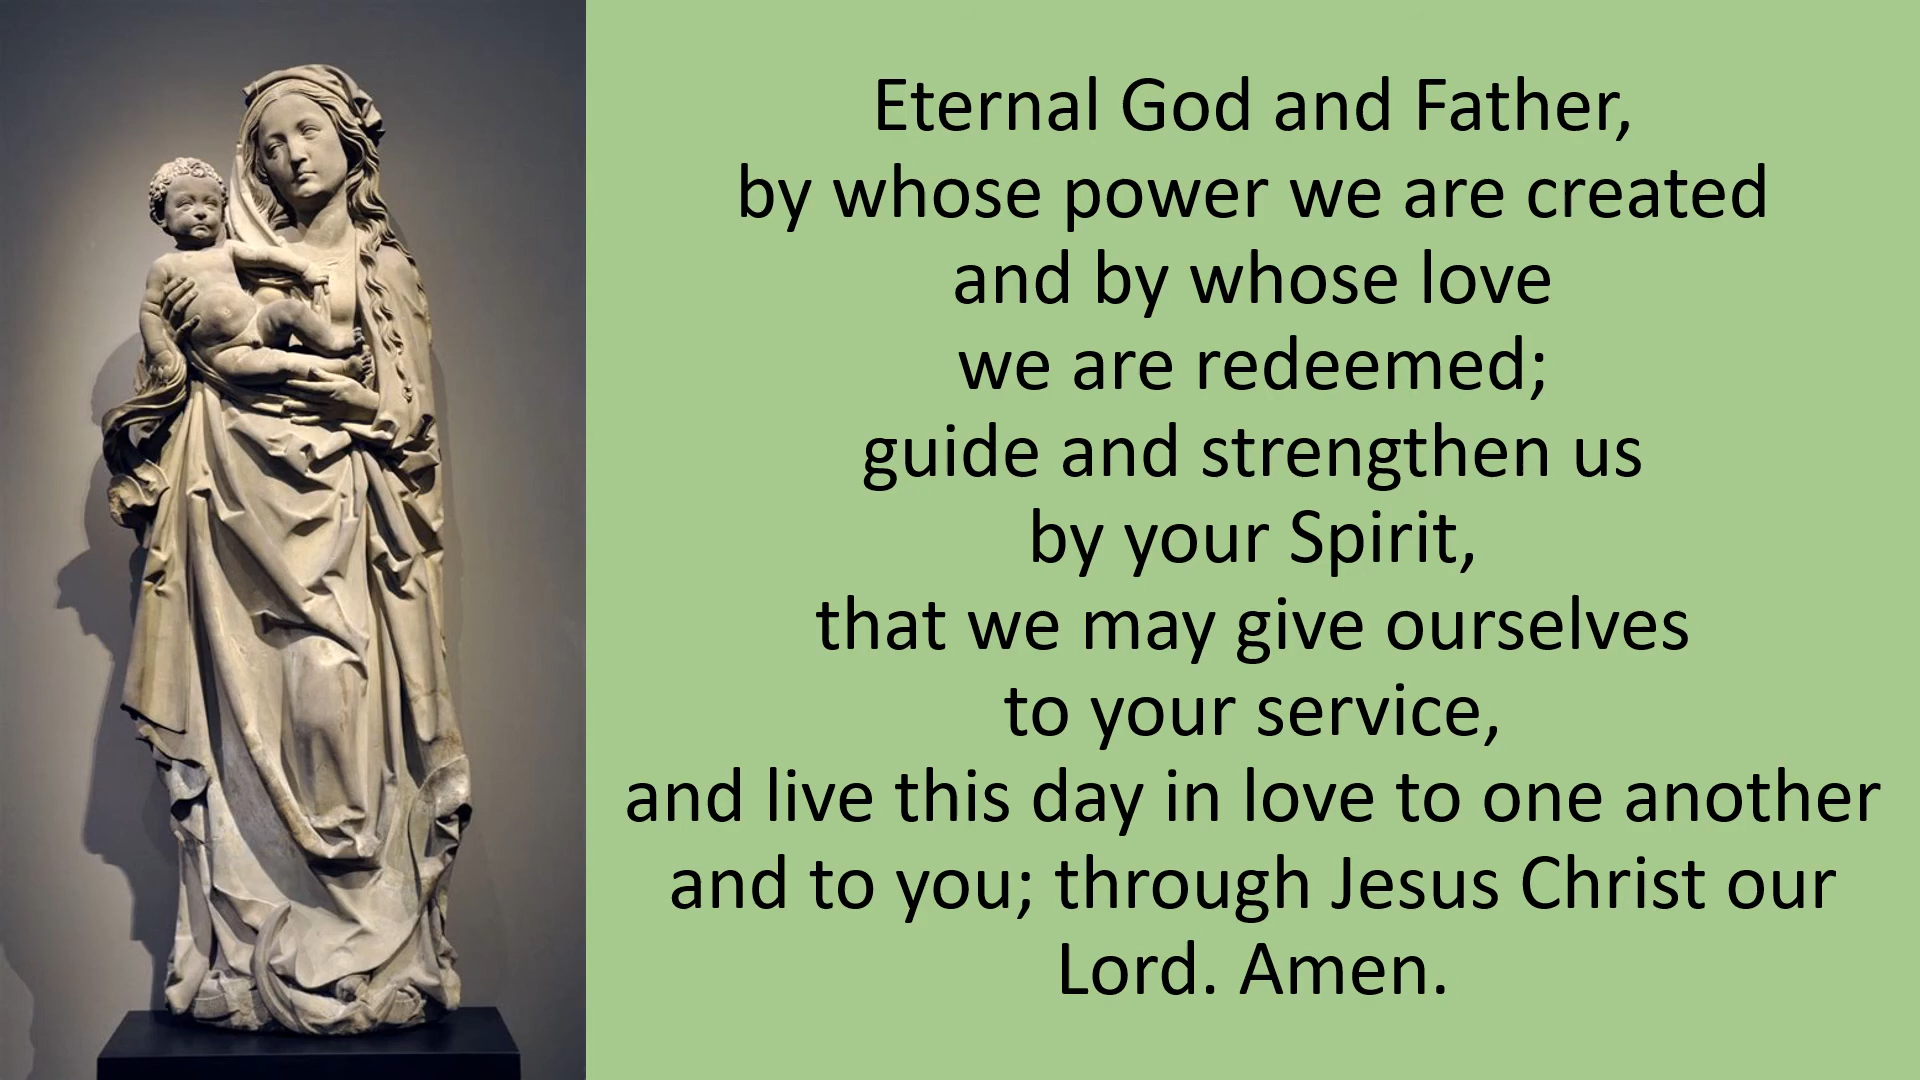 Eternal God and Father,
by whose power we are created
and by whose love
we are redeemed;
guide and strengthen us
by your Spirit,
that we may give ourselves
to your service,
and live this day in love to one another
and to you; through Jesus Christ our
Lord. Amen.